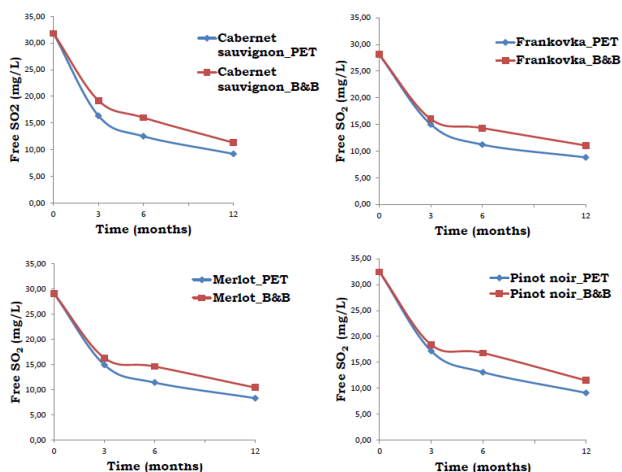 35,00
30,00
25,00
20,00
15,00
10,00
5,00
0,00
Free SO2 (mg/L)
0 3 6 12
Time (months)
Cabernet
sauvignon_PET
Cabernet
sauvignon_B&B
35,00
30,00
25,00
20,00
15,00
10,00
5,00
0,00
Free SO₂ (mg/L)
0 3 6 12
Time (months)
Frankovka_PET
Frankovka_B&B
35,00
30,00
25,00
20,00
15,00
10,00
5,00
0,00
Free SO₂ (mg/L)
0 3 6 12
Time (months)
Merlot_PET
Merlot_B&B
35,00
30,00
25,00
20,00
15,00
10,00
5,00
0,00
Free SO₂ (mg/L)
0 3 6 12
Time (months)
Pinot noir_PET
Pinot noir_B&B